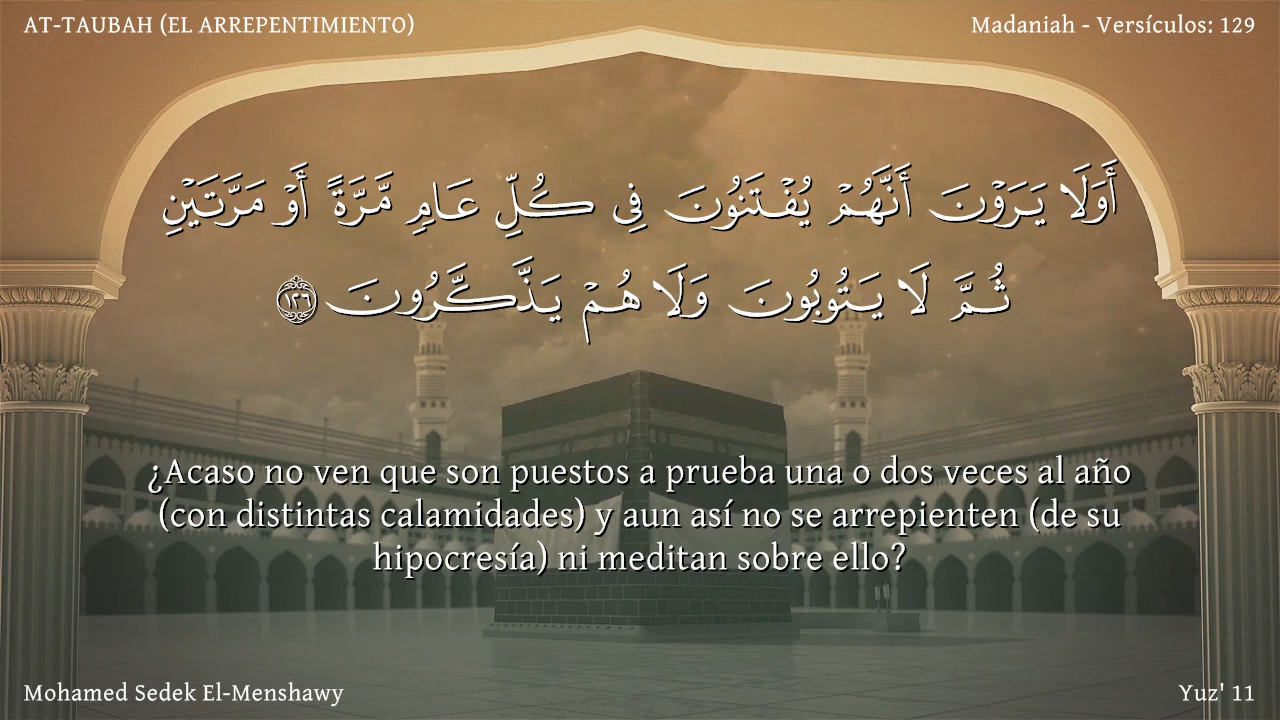 AT-TAUBAH (EL ARREPENTIMIENTO)
Madaniah - Versículos: 129
أَوَلَا يَرَوْنَ أَنَّهُمْ يُفْتَنُونَ فِى كُلِّ عَامٍ مَّرَّةً أَوْ مَرَّتَيْنِ
ثُمَّ لَا يَتُوبُونَ وَلَا هُمْ يَذَّكَّرُونَ ١٢٦
¿Acaso no ven que son puestos a prueba una o dos veces al año
(con distintas calamidades) y aun así no se arrepienten (de su
hipocresía) ni meditan sobre ello?
Mohamed Sedek El-Menshawy
Yuz' 11